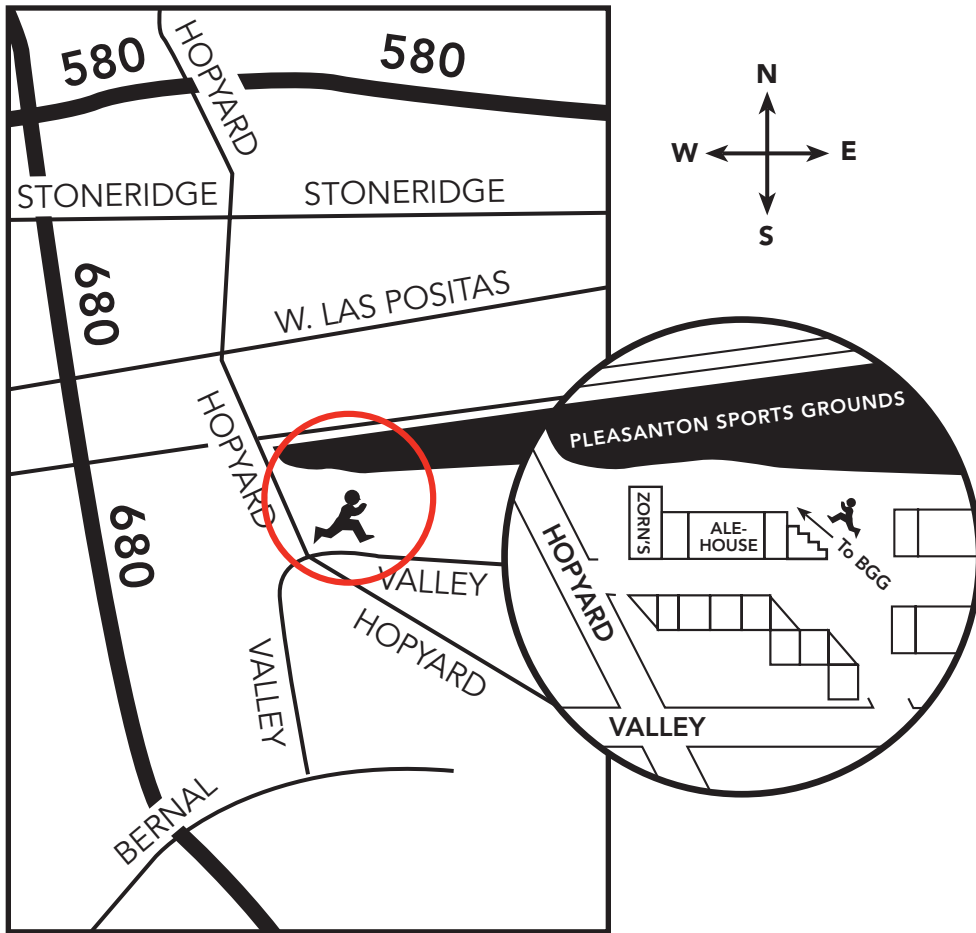 580
HOPYARD
580
N
W
E
S
STONERIDGE
STONERIDGE
680
W. LAS POSITAS
HOPYARD
PLEASANTON SPORTS GROUNDS
ZORN'S
ALE-
HOUSE
To BGG
HOPYARD
680
VALLEY
HOPYARD
VALLEY
VALLEY
BERNAL